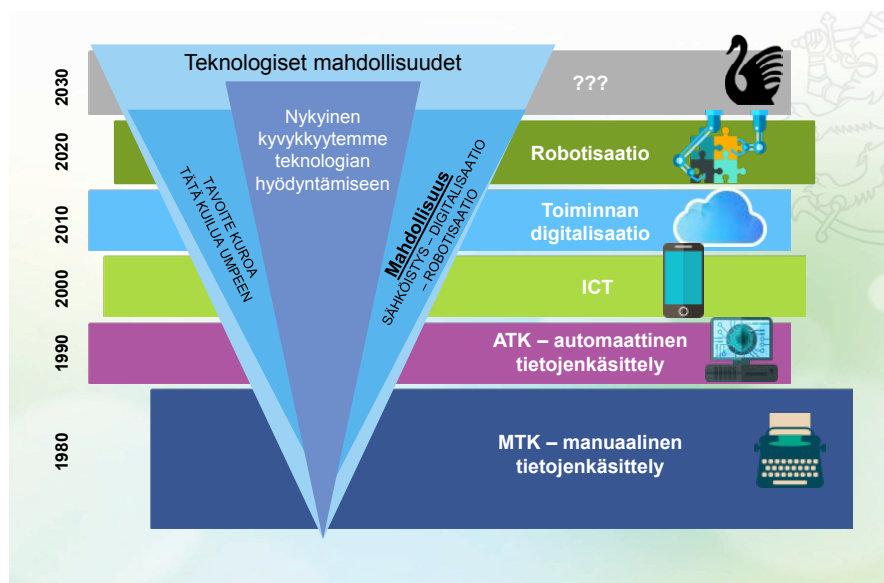 Teknologiset mahdollisuudet
Nykyinen
kyvykkyytemme
teknologian
hyödyntämiseen
TAVOITE KUROA
TÄTÄ KUILUA UMPEEN
Mahdollisuus
SÄHKÖISTYS – DIGITALISAATIO
– ROBOTISAATIO
2030
???
2020
Robotisaatio
2010
Toiminnan
digitalisaatio
2000
ICT
1990
ATK – automaattinen
tietojenkäsittely
1980
MTK – manuaalinen
tietojenkäsittely